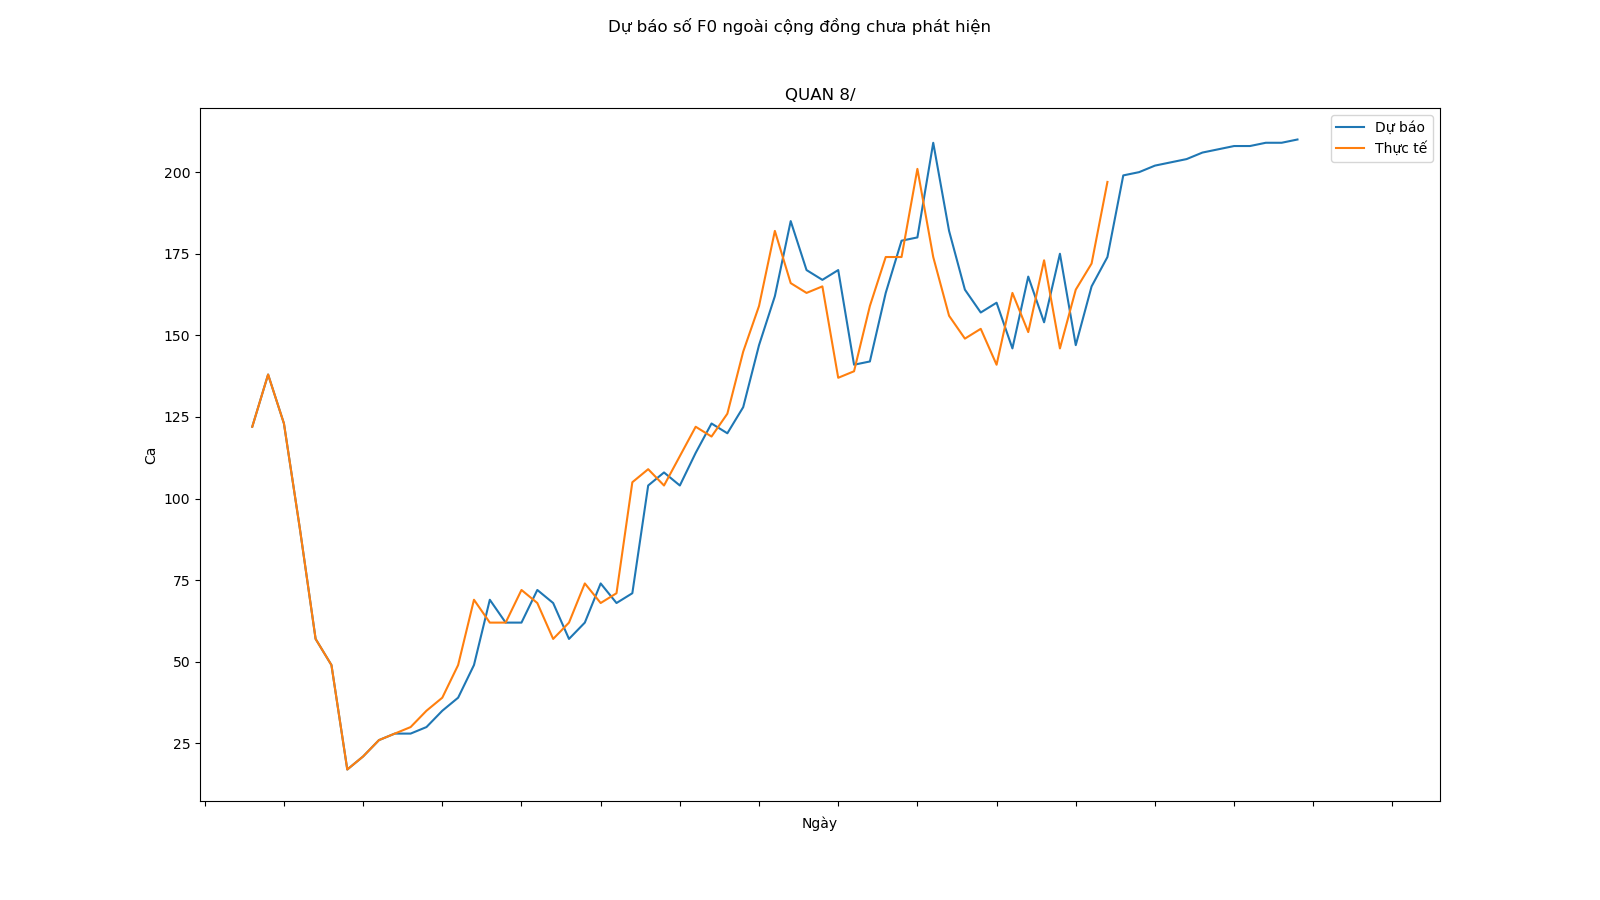 Dự báo số F0 ngoài cộng đồng chưa phát hiện
QUAN 8/
Dự báo
Thực tế
200
175
150
125
100
75
50
25
Ca
Ngày